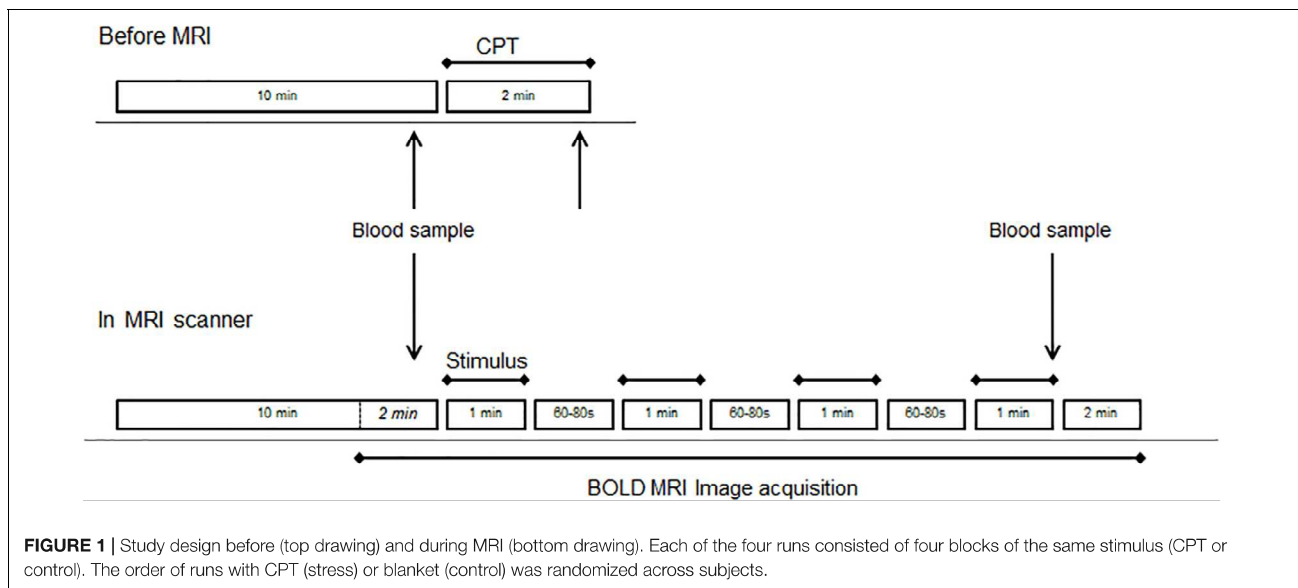 Before MRI
CPT
10 min
2 min
Blood sample
Blood sample
In MRI scanner
Stimulus
10 min 2 min 1 min 60-80s 1 min 60-80s 1 min 60-80s 1 min 2 min
BOLD MRI Image acquisition
FIGURE 1 | Study design before (top drawing) and during MRI (bottom drawing). Each of the four runs consisted of four blocks of the same stimulus (CPT or
control). The order of runs with CPT (stress) or blanket (control) was randomized across subjects.